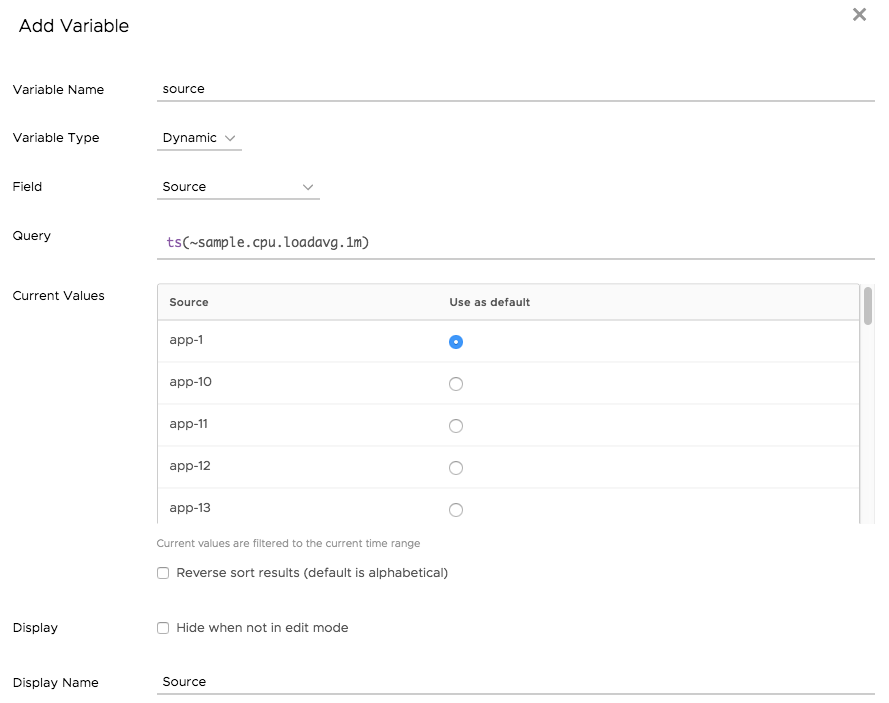 Add Variable
Variable Name source
Variable Type Dynamic
Field Source
Query ts(~sample.cpu.loadavg.1m)
Current Values
Source Use as default
app-1
app-10
app-11
app-12
app-13
Current values are filtered to the current time range
Reverse sort results (default is alphabetical)
Display Hide when not in edit mode
Display Name Source